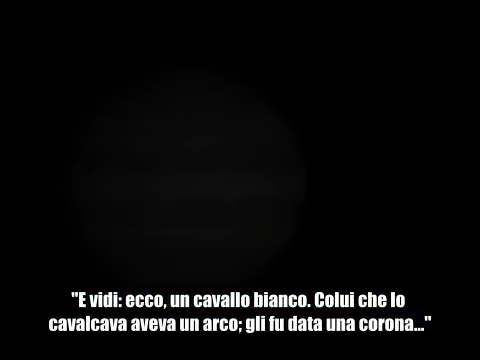 "E vidi: ecco, un cavallo bianco. Colui che lo
cavalcava aveva un arco; gli fu data una corona..."